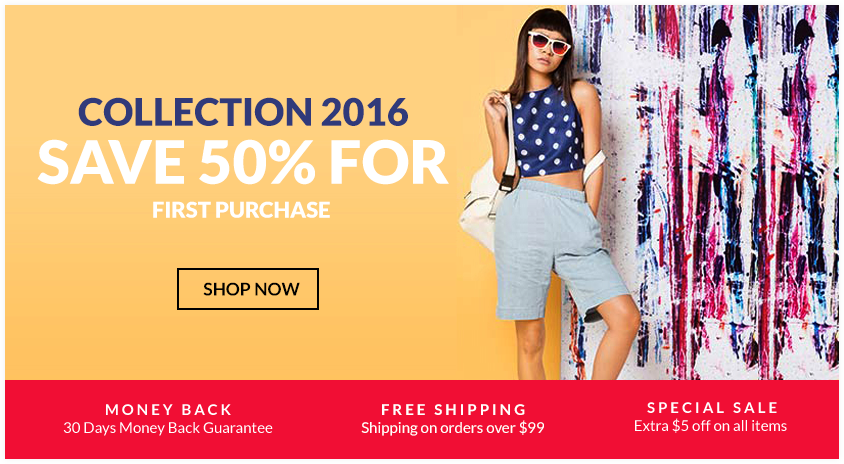 COLLECTION 2016
SAVE 50% FOR
FIRST PURCHASE
SHOP NOW
MONEY BACK
30 Days Money Back Guarantee
FREE SHIPPING
Shipping on orders over $99
SPECIAL SALE
Extra $5 off on all items